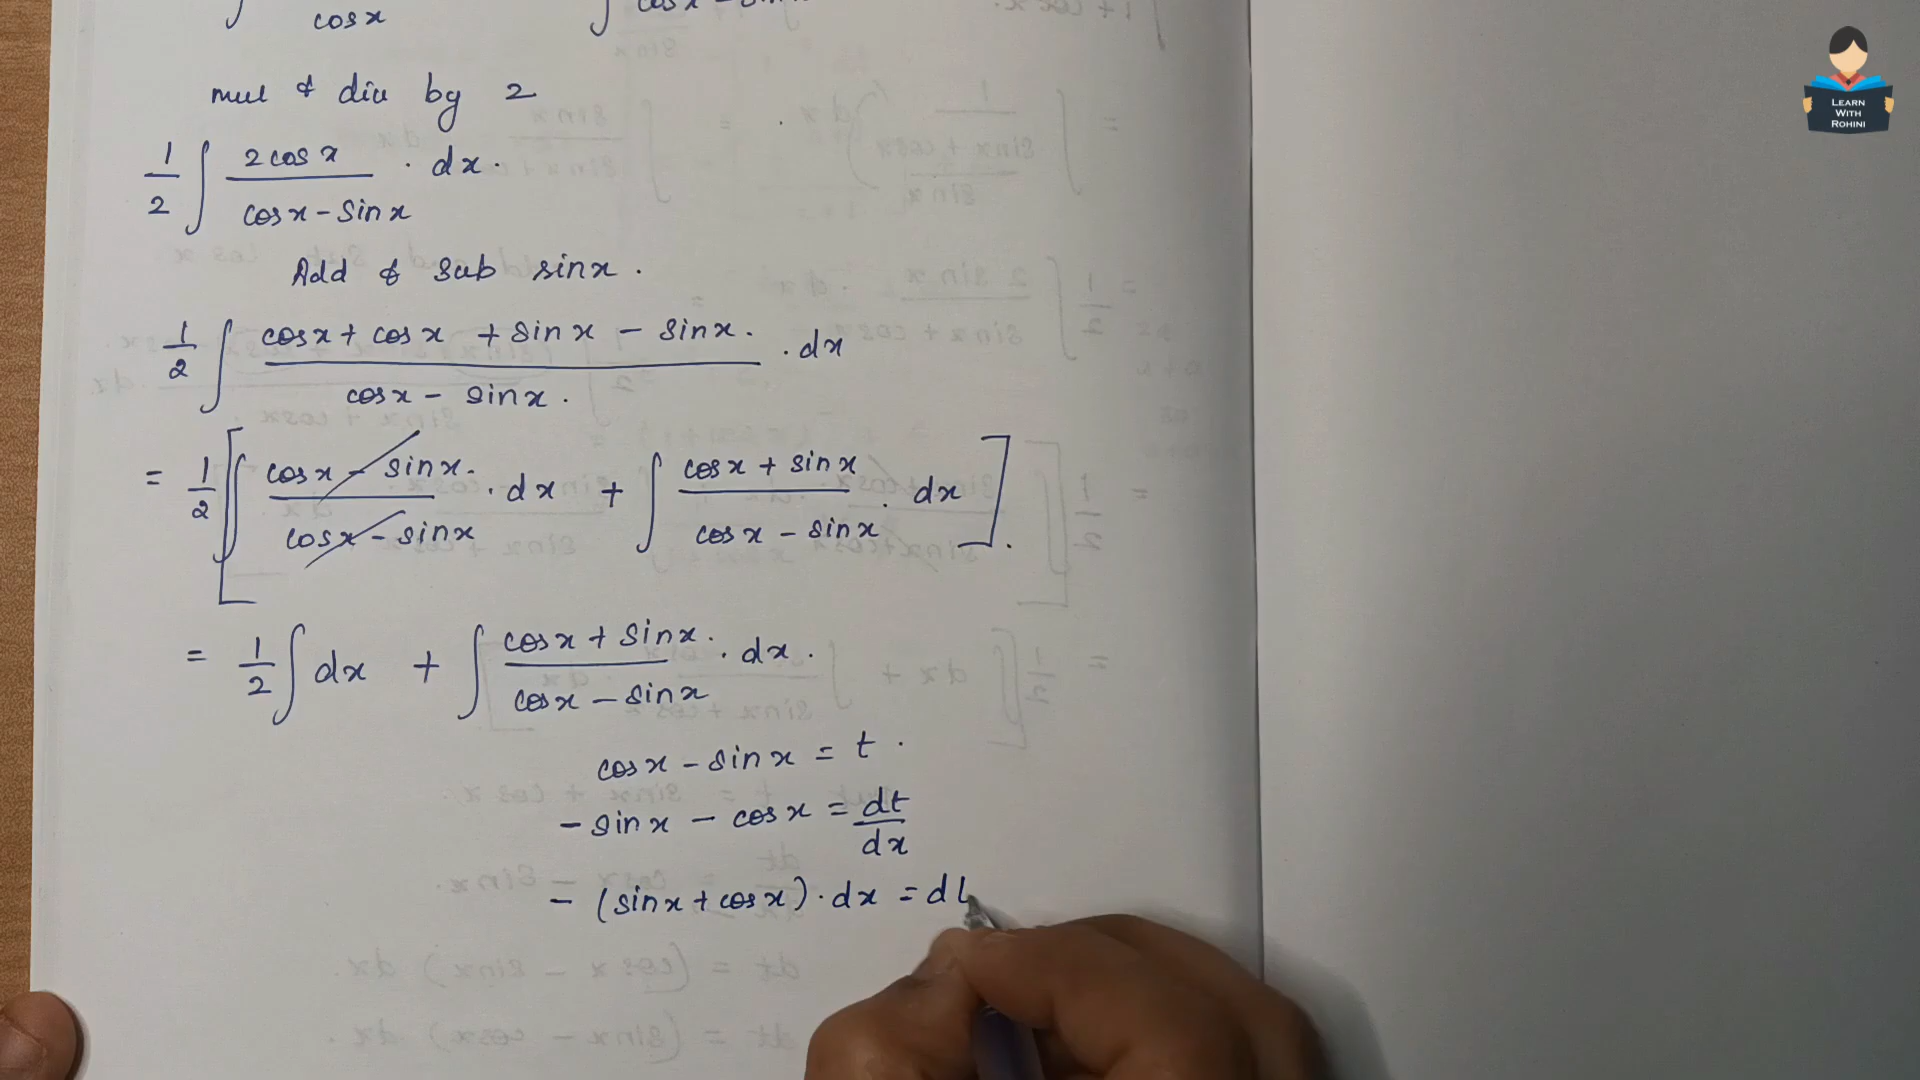 cos x cos x - sin x
mul & div by 2
1/2 ∫ 2 cos x / cos x - sin x . dx.
Add & sub sin x .
1/2 ∫ cos x + cos x + sin x - sin x . / cos x - sin x . . dx
= 1/2 [ ∫ cos x - sin x . / cos x - sin x . dx + ∫ cos x + sin x / cos x - sin x . dx ] .
= 1/2 ∫ dx + ∫ cos x + sin x . / cos x - sin x . dx .
cos x - sin x = t .
- sin x - cos x = dt / dx
- (sin x + cos x) . dx = d
LEARN
WITH
ROHINI